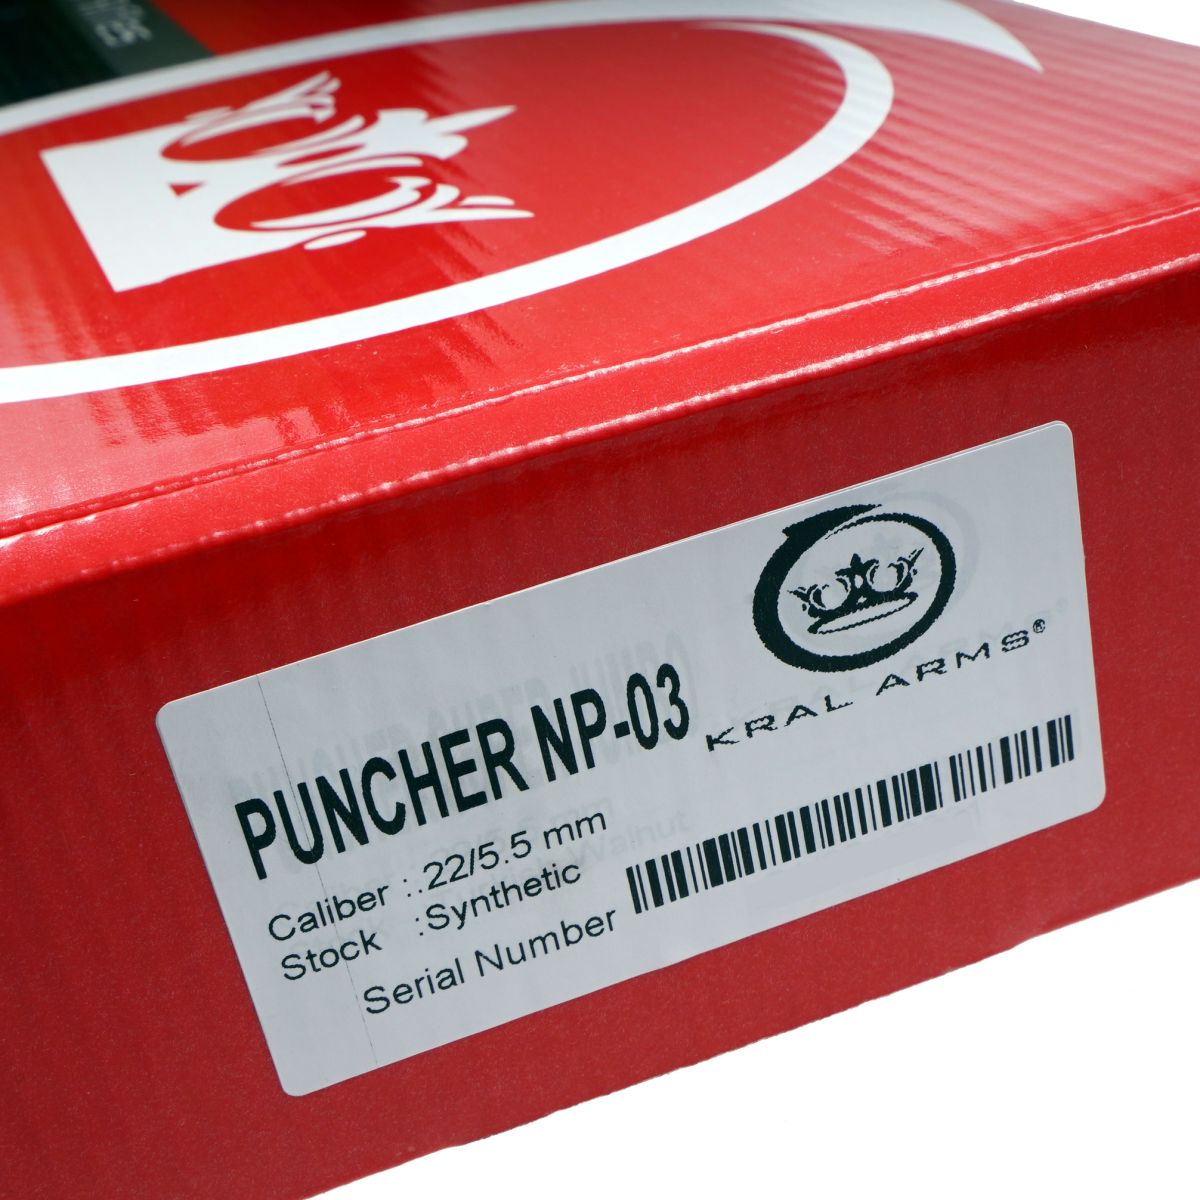 KRAL ARMS®
PUNCHER NP-03
Caliber :.22/5.5 mm
Stock :Synthetic
Serial Number